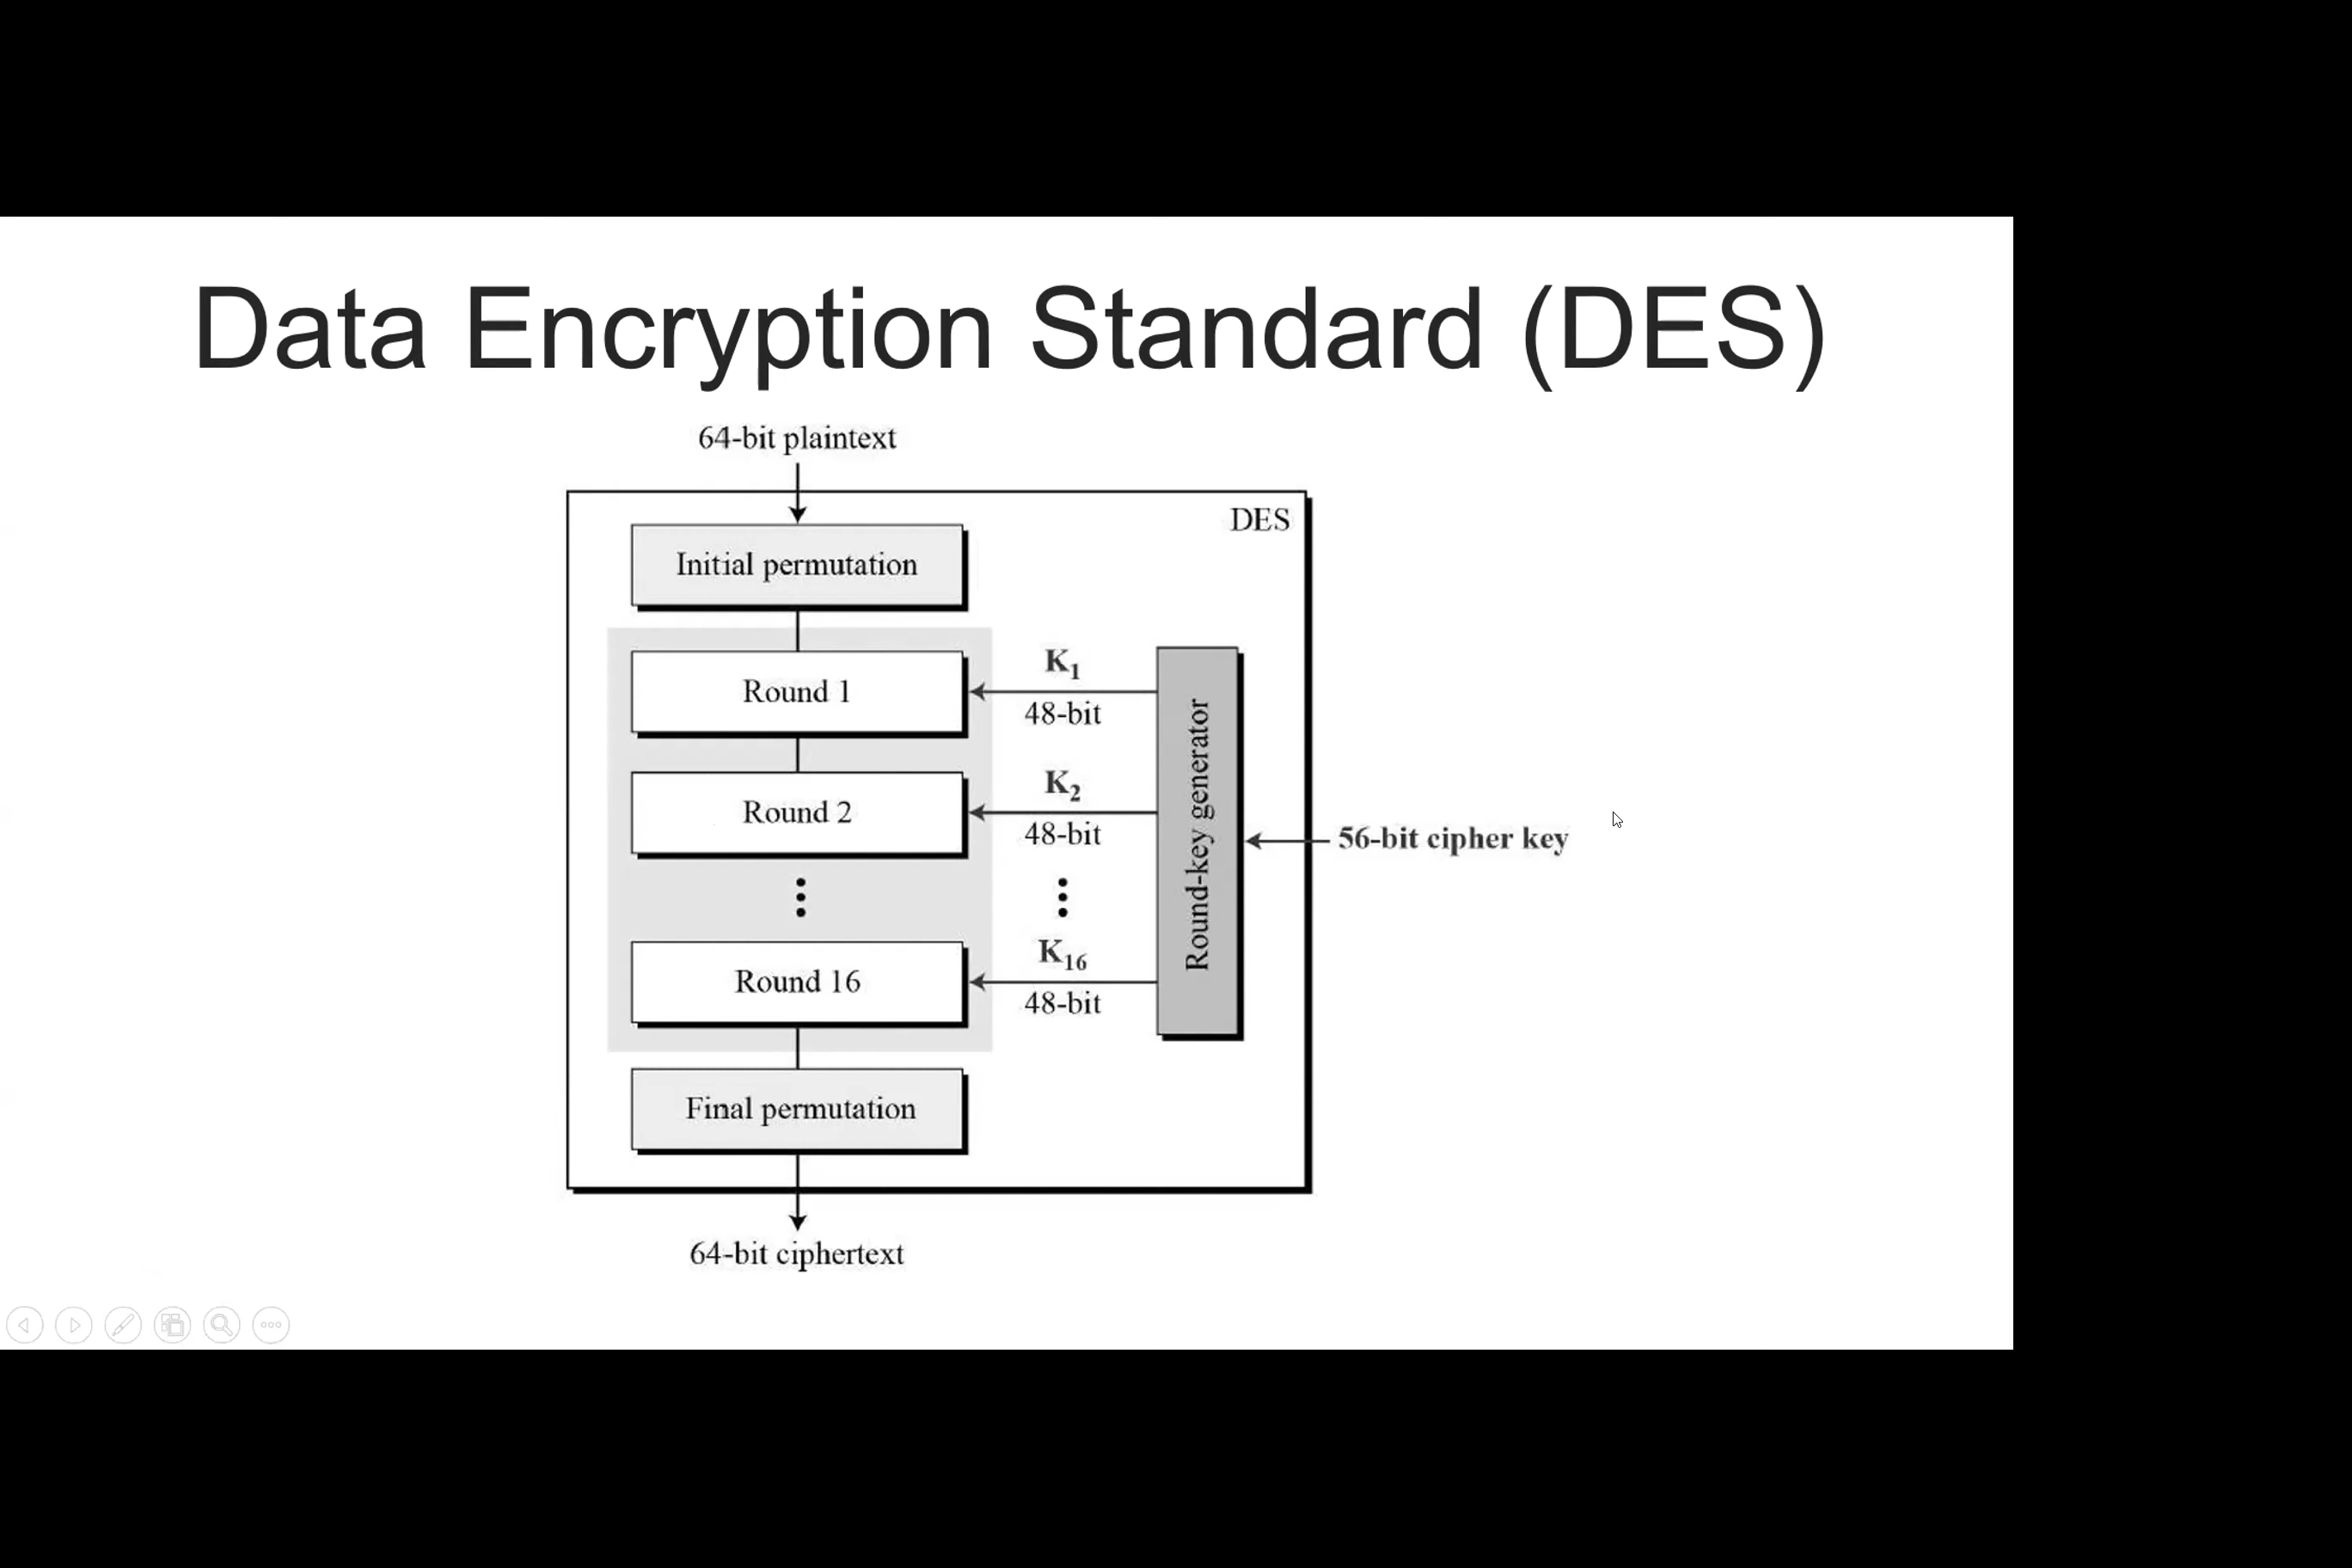 Data Encryption Standard (DES)
64-bit plaintext
DES
Initial permutation
K1
Round 1
48-bit
K2
Round 2
48-bit
Round-key generator
56-bit cipher key
K16
Round 16
48-bit
Final permutation
64-bit ciphertext